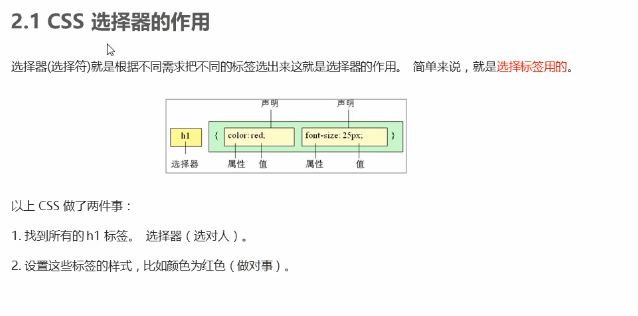 2.1 CSS 选择器的作用
选择器(选择符)就是根据不同需求把不同的标签选出来这就是选择器的作用。 简单来说，就是选择标签用的。
声明 声明
h1 { color: red; font-size: 25px; }
选择器 属性 值 属性 值
以上 CSS 做了两件事：
1. 找到所有的 h1 标签。 选择器（选对人）。
2. 设置这些标签的样式，比如颜色为红色（做对事）。